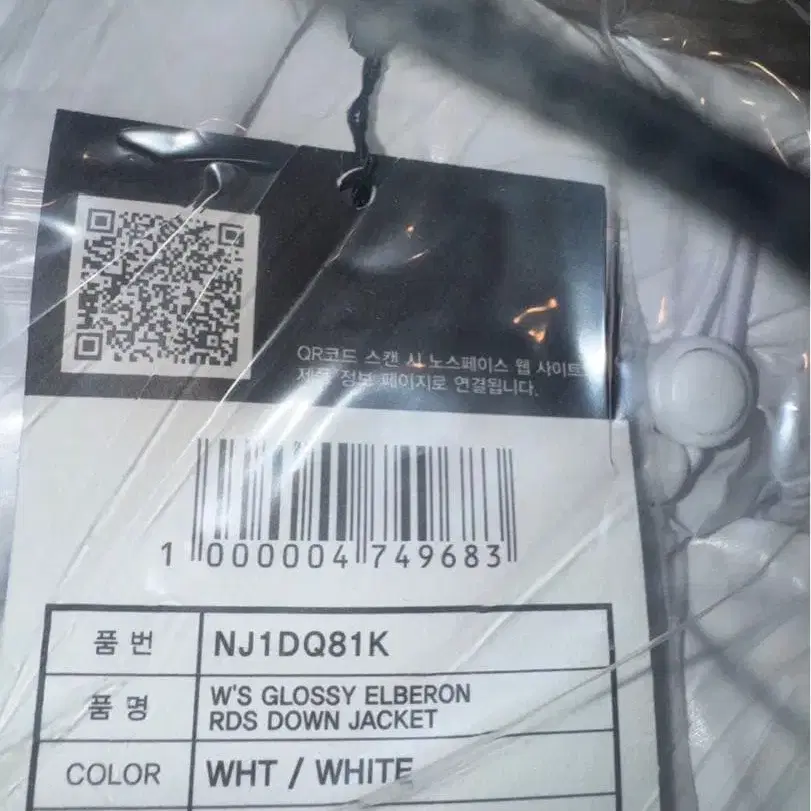 QR코드 스캔 시 노스페이스 웹 사이트
제품 정보 페이지로 연결됩니다.
1 000004 749683
품 번 NJ1DQ81K
품 명 W'S GLOSSY ELBERON
RDS DOWN JACKET
COLOR WHT / WHITE